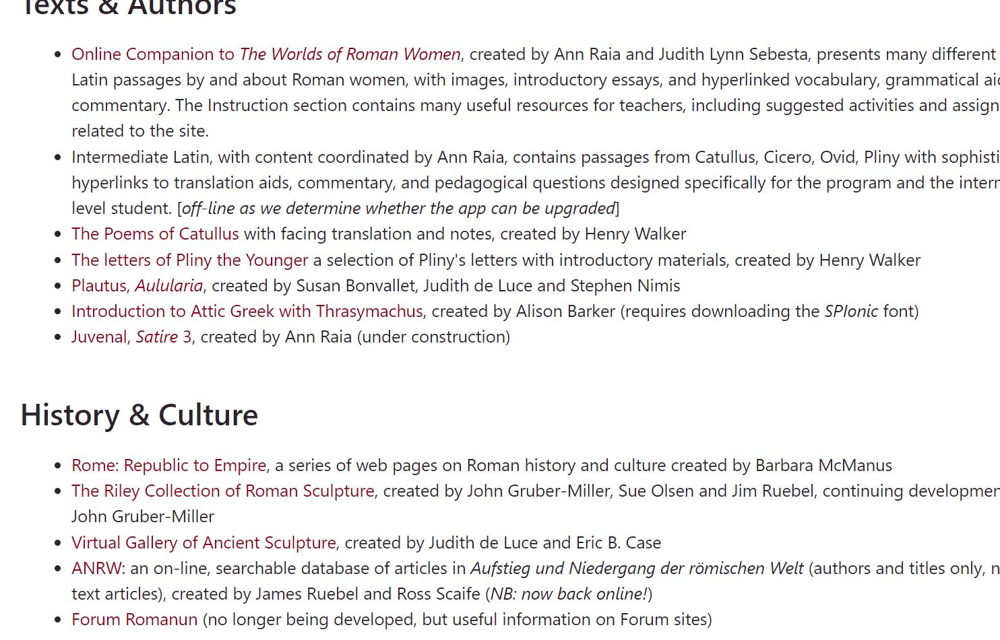 Texts & Authors
Online Companion to The Worlds of Roman Women, created by Ann Raia and Judith Lynn Sebesta, presents many different
Latin passages by and about Roman women, with images, introductory essays, and hyperlinked vocabulary, grammatical
commentary. The Instruction section contains many useful resources for teachers, including suggested activities and
related to the site.
Intermediate Latin, with content coordinated by Ann Raia, contains passages from Catullus, Cicero, Ovid, Pliny with
hyperlinks to translation aids, commentary, and pedagogical questions designed specifically for the program and the
level student. [off-line as we determine whether the app can be upgraded]
The Poems of Catullus with facing translation and notes, created by Henry Walker
The letters of Pliny the Younger a selection of Pliny's letters with introductory materials, created by Henry Walker
Plautus, Aulularia, created by Susan Bonvallet, Judith de Luce and Stephen Nimis
Introduction to Attic Greek with Thrasymachus, created by Alison Barker (requires downloading the SPIonic font)
Juvenal, Satire 3, created by Ann Raia (under construction)
History & Culture
Rome: Republic to Empire, a series of web pages on Roman history and culture created by Barbara McManus
The Riley Collection of Roman Sculpture, created by John Gruber-Miller, Sue Olsen and Jim Ruebel, continuing
John Gruber-Miller
Virtual Gallery of Ancient Sculpture, created by Judith de Luce and Eric B. Case
ANRW: an on-line, searchable database of articles in Aufstieg und Niedergang der römischen Welt (authors and titles only,
text articles), created by James Ruebel and Ross Scaife (NB: now back online!)
Forum Romanun (no longer being developed, but useful information on Forum sites)